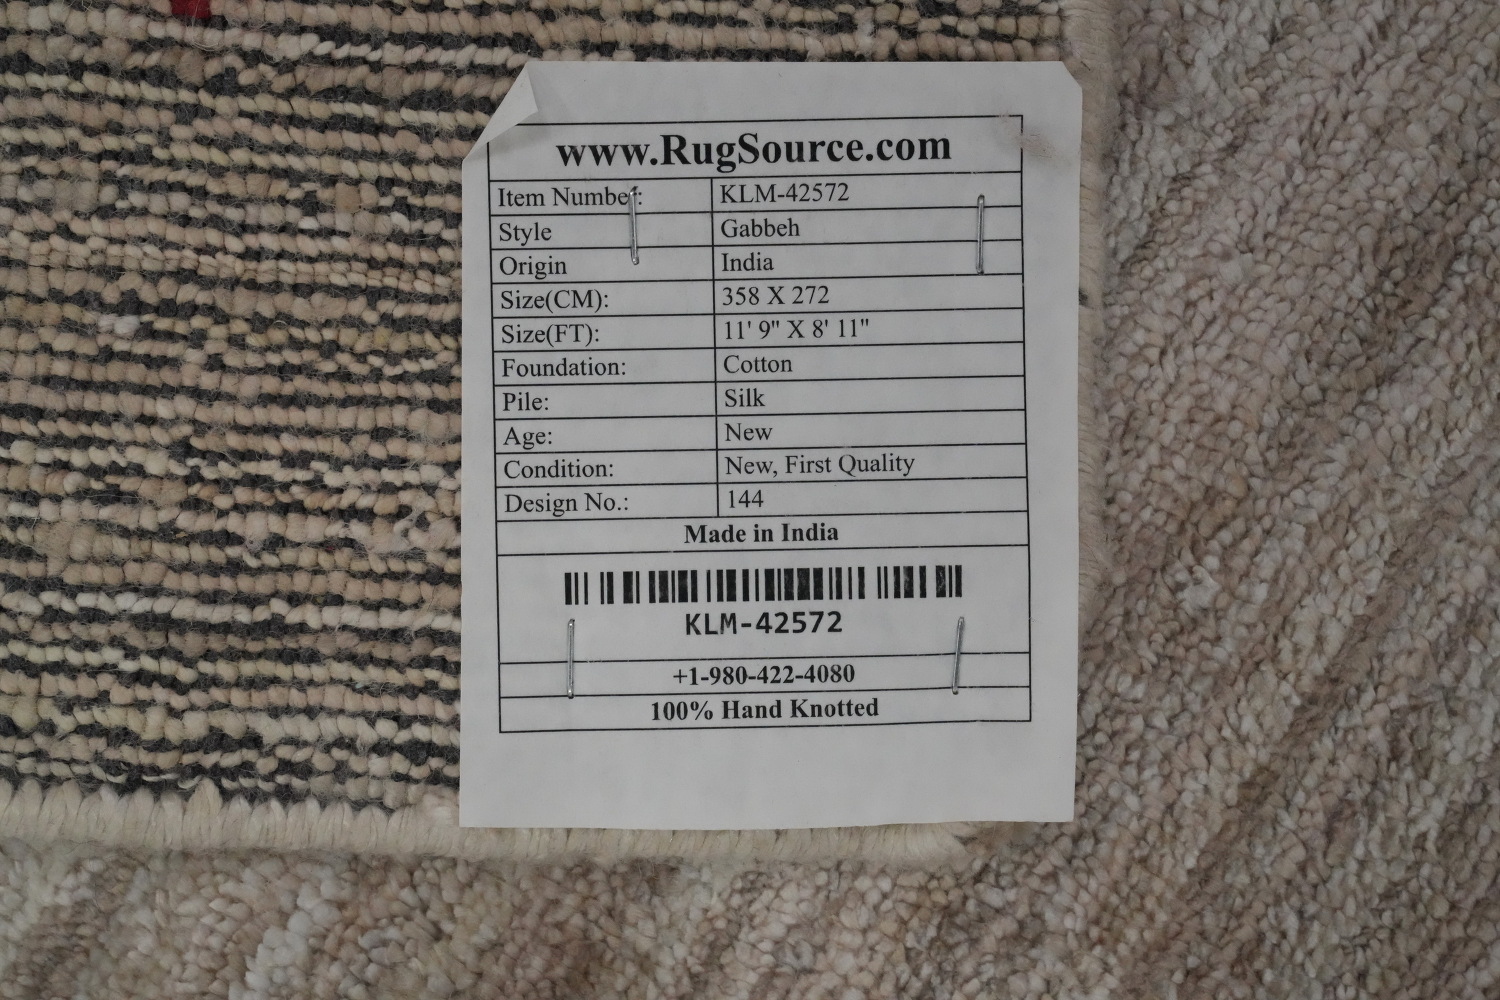 www.RugSource.com
Item Number: KLM-42572
Style Gabbeh
Origin India
Size(CM): 358 X 272
Size(FT): 11' 9" X 8' 11"
Foundation: Cotton
Pile: Silk
Age: New
Condition: New, First Quality
Design No.: 144
Made in India
KLM-42572
+1-980-422-4080
100% Hand Knotted